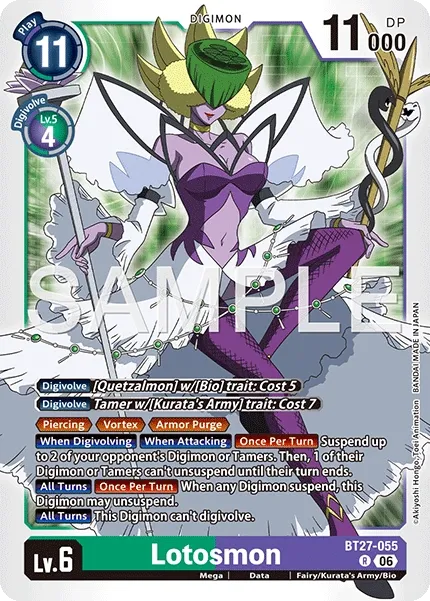 DIGIMON
Play
11
11000
DP
Digivolve
Lv.5
4
SAMPLE
Digivolve [Quetzalmon] w/[Bio] trait: Cost 5
Digivolve Tamer w/[Kurata's Army] trait: Cost 7
Piercing Vortex Armor Purge
When Digivolving When Attacking Once Per Turn Suspend up
to 2 of your opponent's Digimon or Tamers. Then, 1 of their
Digimon or Tamers can't unsuspend until their turn ends.
All Turns Once Per Turn When any Digimon suspend, this
Digimon may unsuspend.
All Turns This Digimon can't digivolve.
©Akiyoshi Hongo, Toei Animation BANDAI MADE IN JAPAN
Lv.6
Lotosmon
BT27-055
R 06
Mega Data Fairy/Kurata's Army/Bio